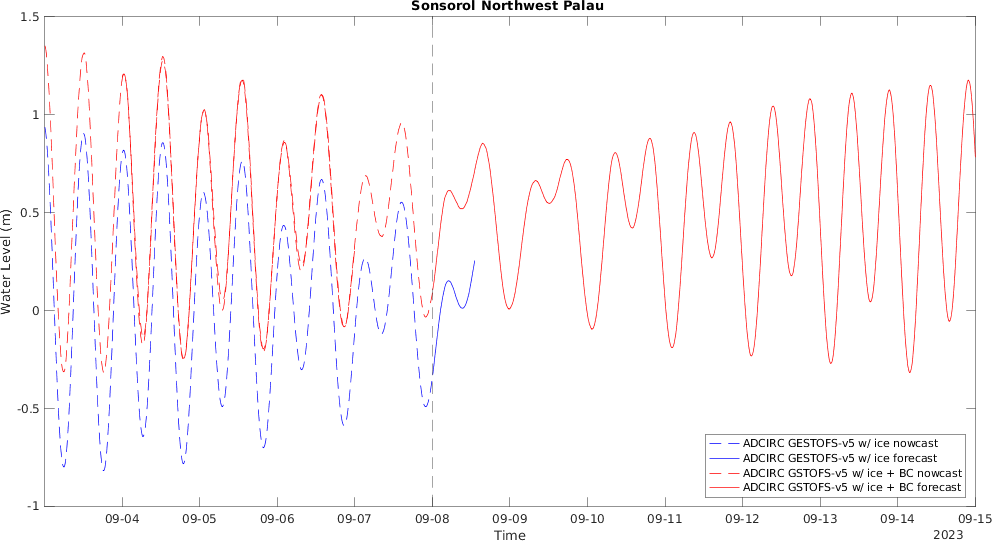 Sonsorol Northwest Palau
1.5
1
0.5
0
-0.5
-1
Water Level (m)
09-04
09-05
09-06
09-07
09-08
09-09
09-10
09-11
09-12
09-13
09-14
09-15
Time
2023
ADCIRC GESTOFS-v5 w/ ice nowcast
ADCIRC GESTOFS-v5 w/ ice forecast
ADCIRC GSTOFS-v5 w/ ice + BC nowcast
ADCIRC GSTOFS-v5 w/ ice + BC forecast